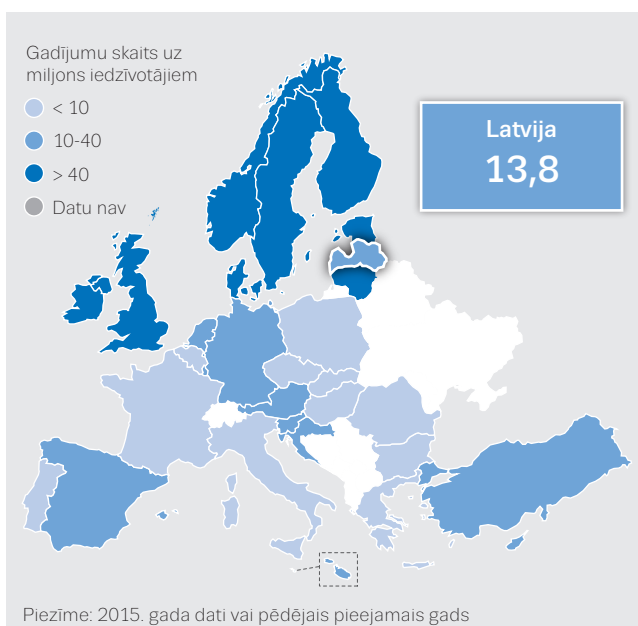 Gadījumu skaits uz
miljons iedzīvotājiem
< 10
10-40
> 40
Datu nav
Latvija
13,8
Piezīme: 2015. gada dati vai pēdējais pieejamais gads